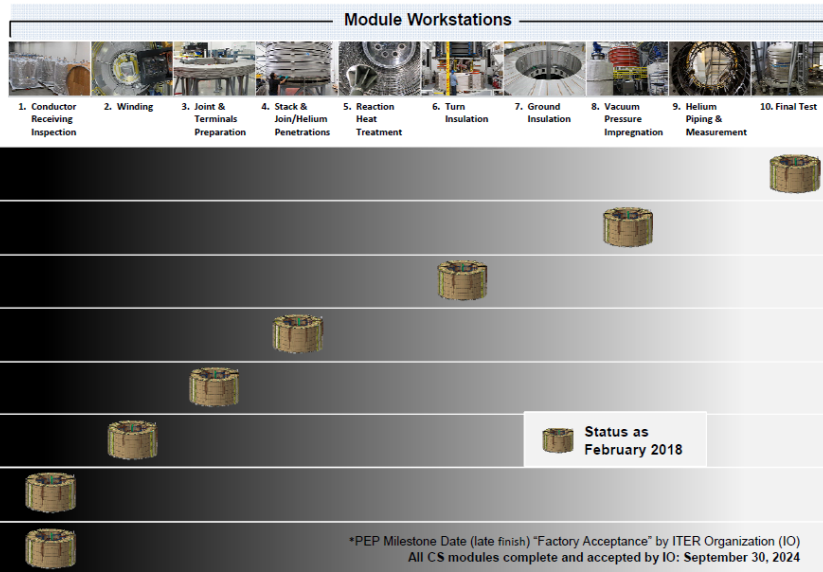 Module Workstations
1. Conductor
Receiving
Inspection
2. Winding
3. Joint &
Terminals
Preparation
4. Stack &
Join/Helium
Penetrations
5. Reaction
Heat
Treatment
6. Turn
Insulation
7. Ground
Insulation
8. Vacuum
Pressure
Impregnation
9. Helium
Piping &
Measurement
10. Final Test
Status as
February 2018
*PEP Milestone Date (late finish) “Factory Acceptance” by ITER Organization (IO)
All CS modules complete and accepted by IO: September 30, 2024